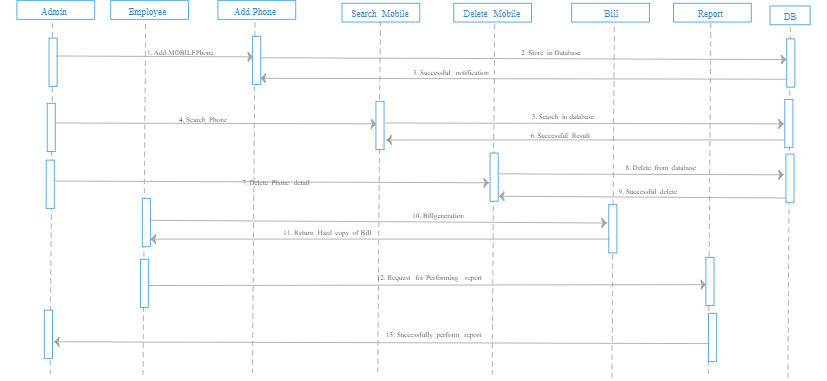 Admin
Employee
Add Phone
Search Mobile
Delete Mobile
Bill
Report
DB
1. Add MOBILEPhone
2. Store in Database
3. Successful notification
4. Search Phone
5. Search in database
6. Successful Result
7. Delete Phone detail
8. Delete from database
9. Successful delete
10. Billgeneration
11. Return Hard copy of Bill
12. Request for Performing report
13. Successfully perform report